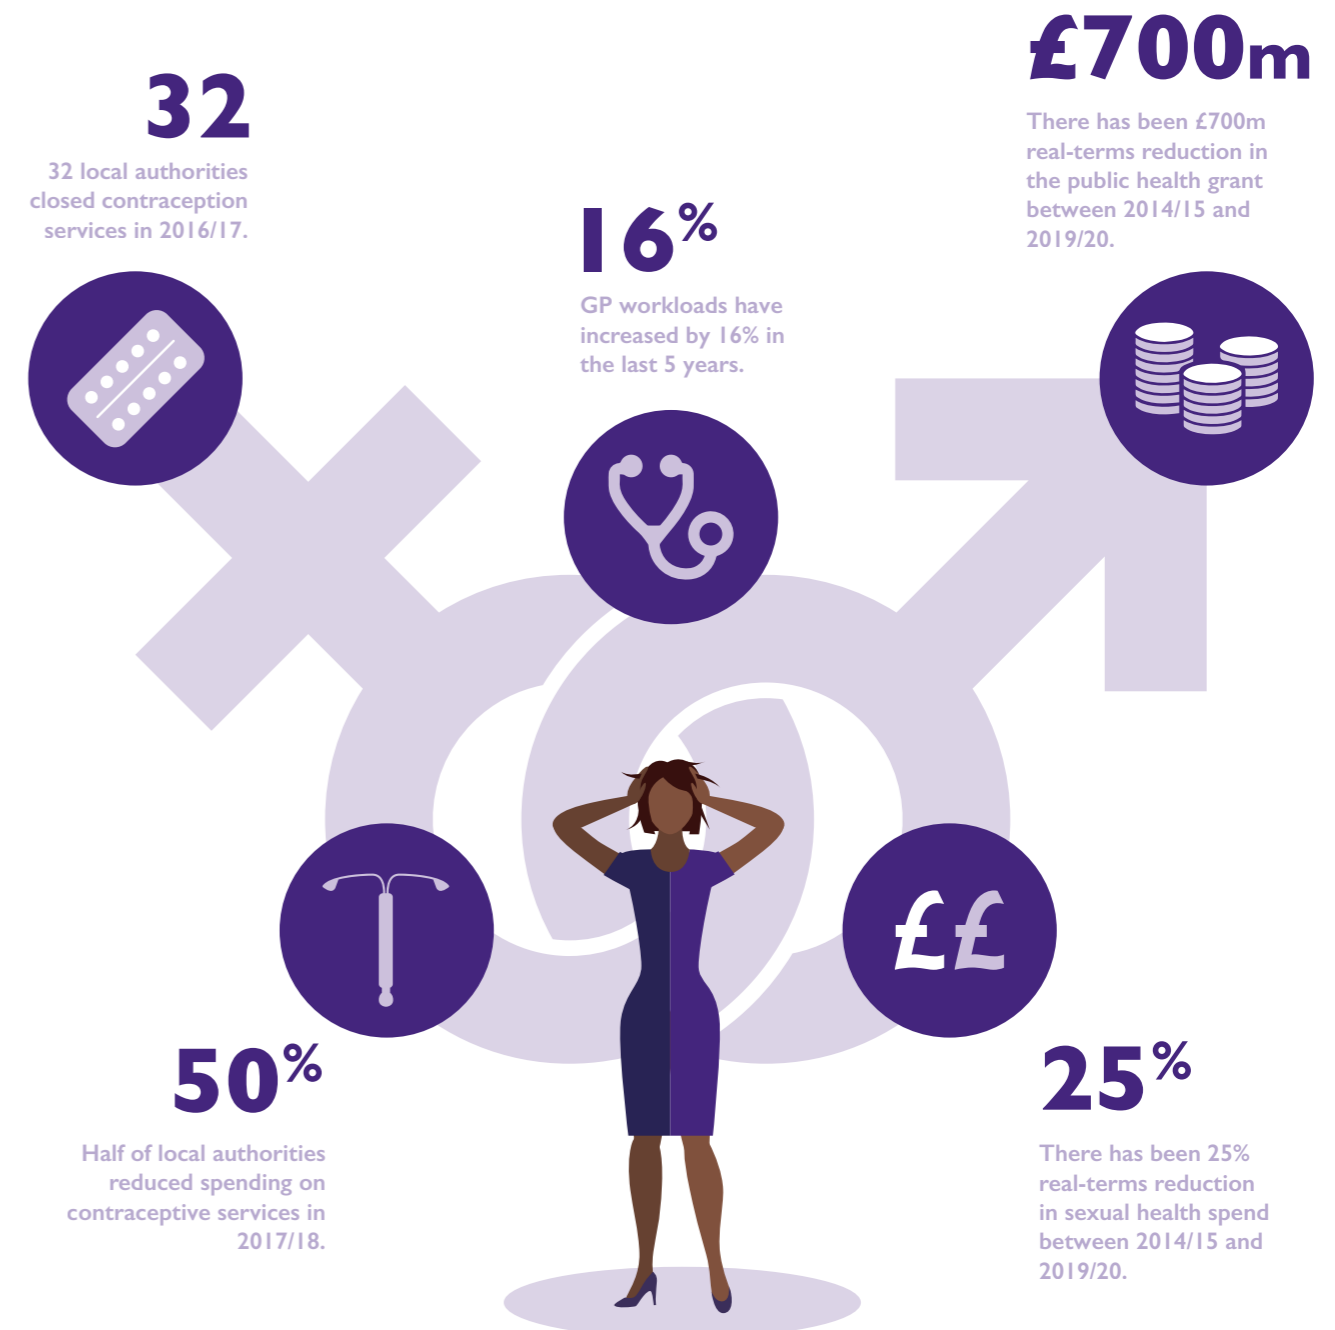 32
32 local authorities
closed contraception
services in 2016/17.
16%
GP workloads have
increased by 16% in
the last 5 years.
£700m
There has been £700m
real-terms reduction in
the public health grant
between 2014/15 and
2019/20.
££
50%
Half of local authorities
reduced spending on
contraceptive services in
2017/18.
25%
There has been 25%
real-terms reduction
in sexual health spend
between 2014/15 and
2019/20.